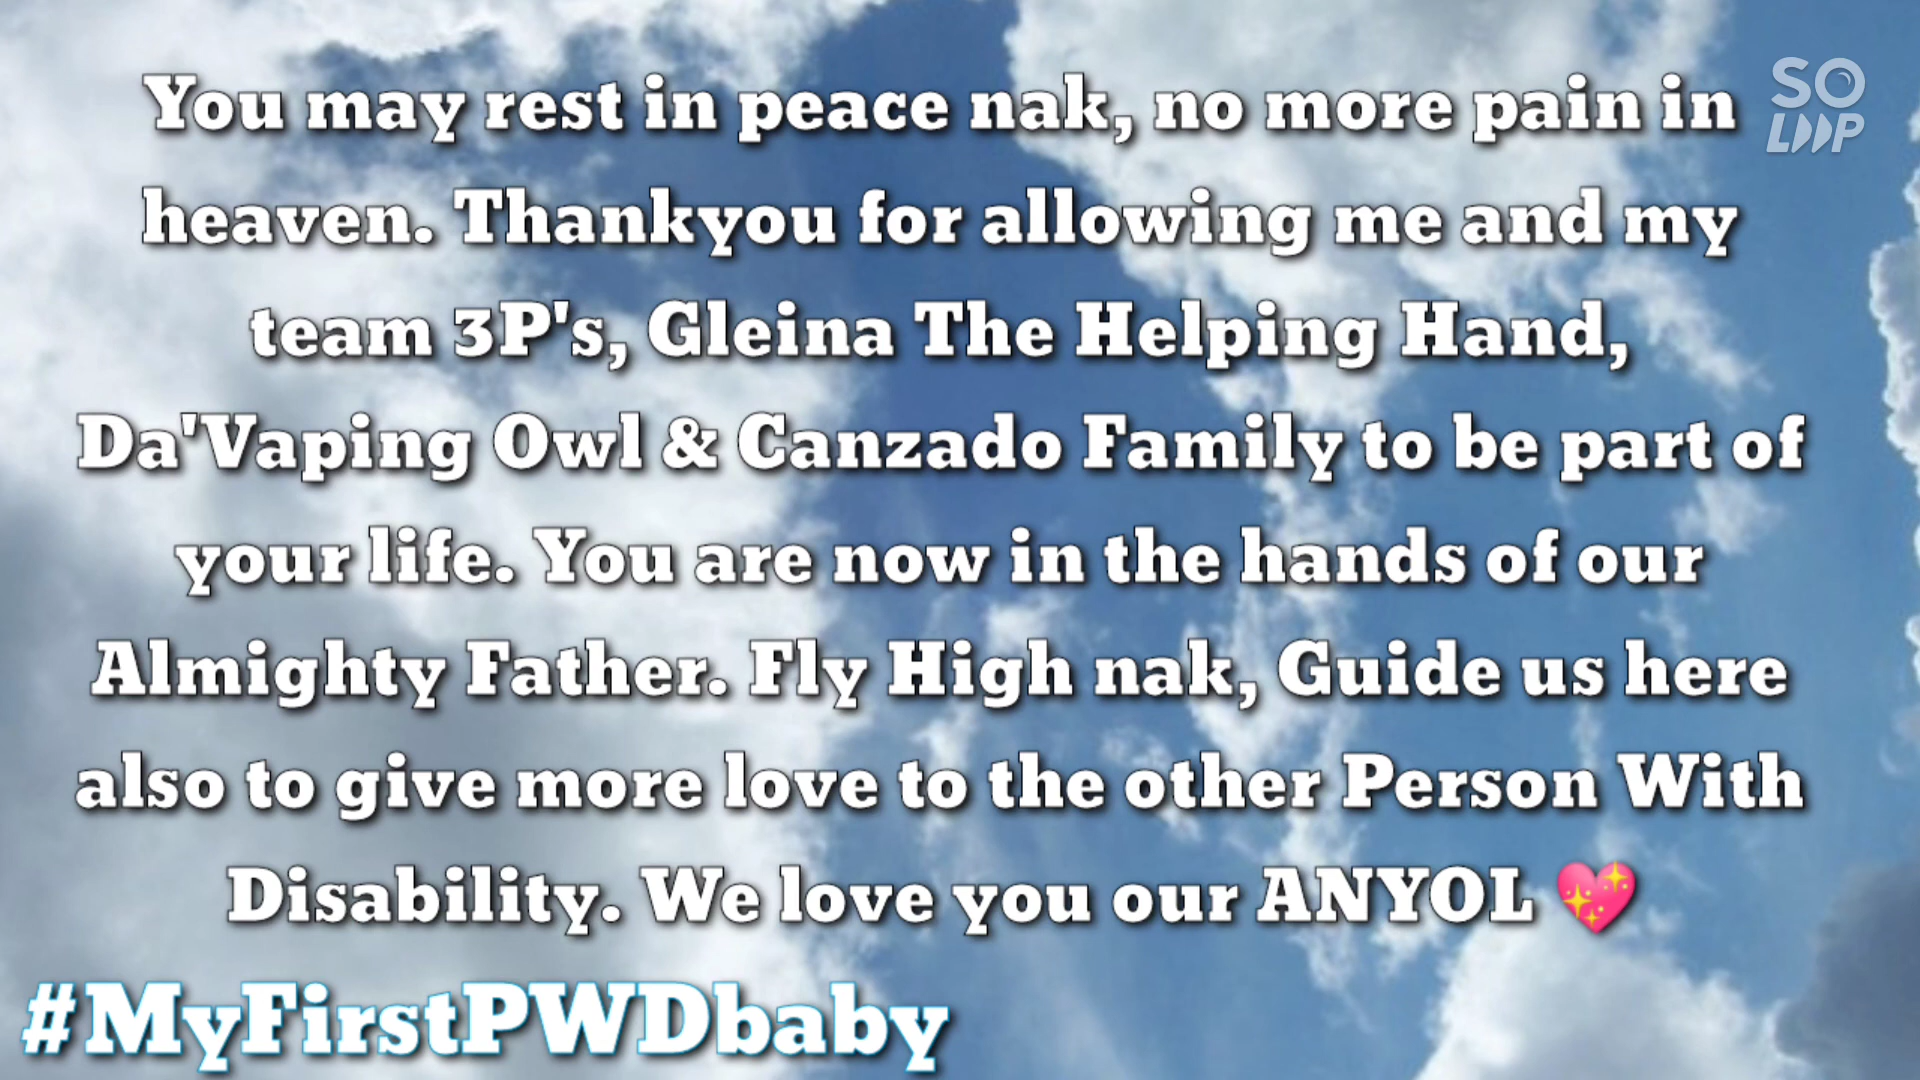 You may rest in peace nak, no more pain in
heaven. Thankyou for allowing me and my
team 3P's, Gleina The Helping Hand,
Da'Vaping Owl & Canzado Family to be part of
your life. You are now in the hands of our
Almighty Father. Fly High nak, Guide us here
also to give more love to the other Person With
Disability. We love you our ANYOL 💖
#MyFirstPWDbaby
SO
LOOP